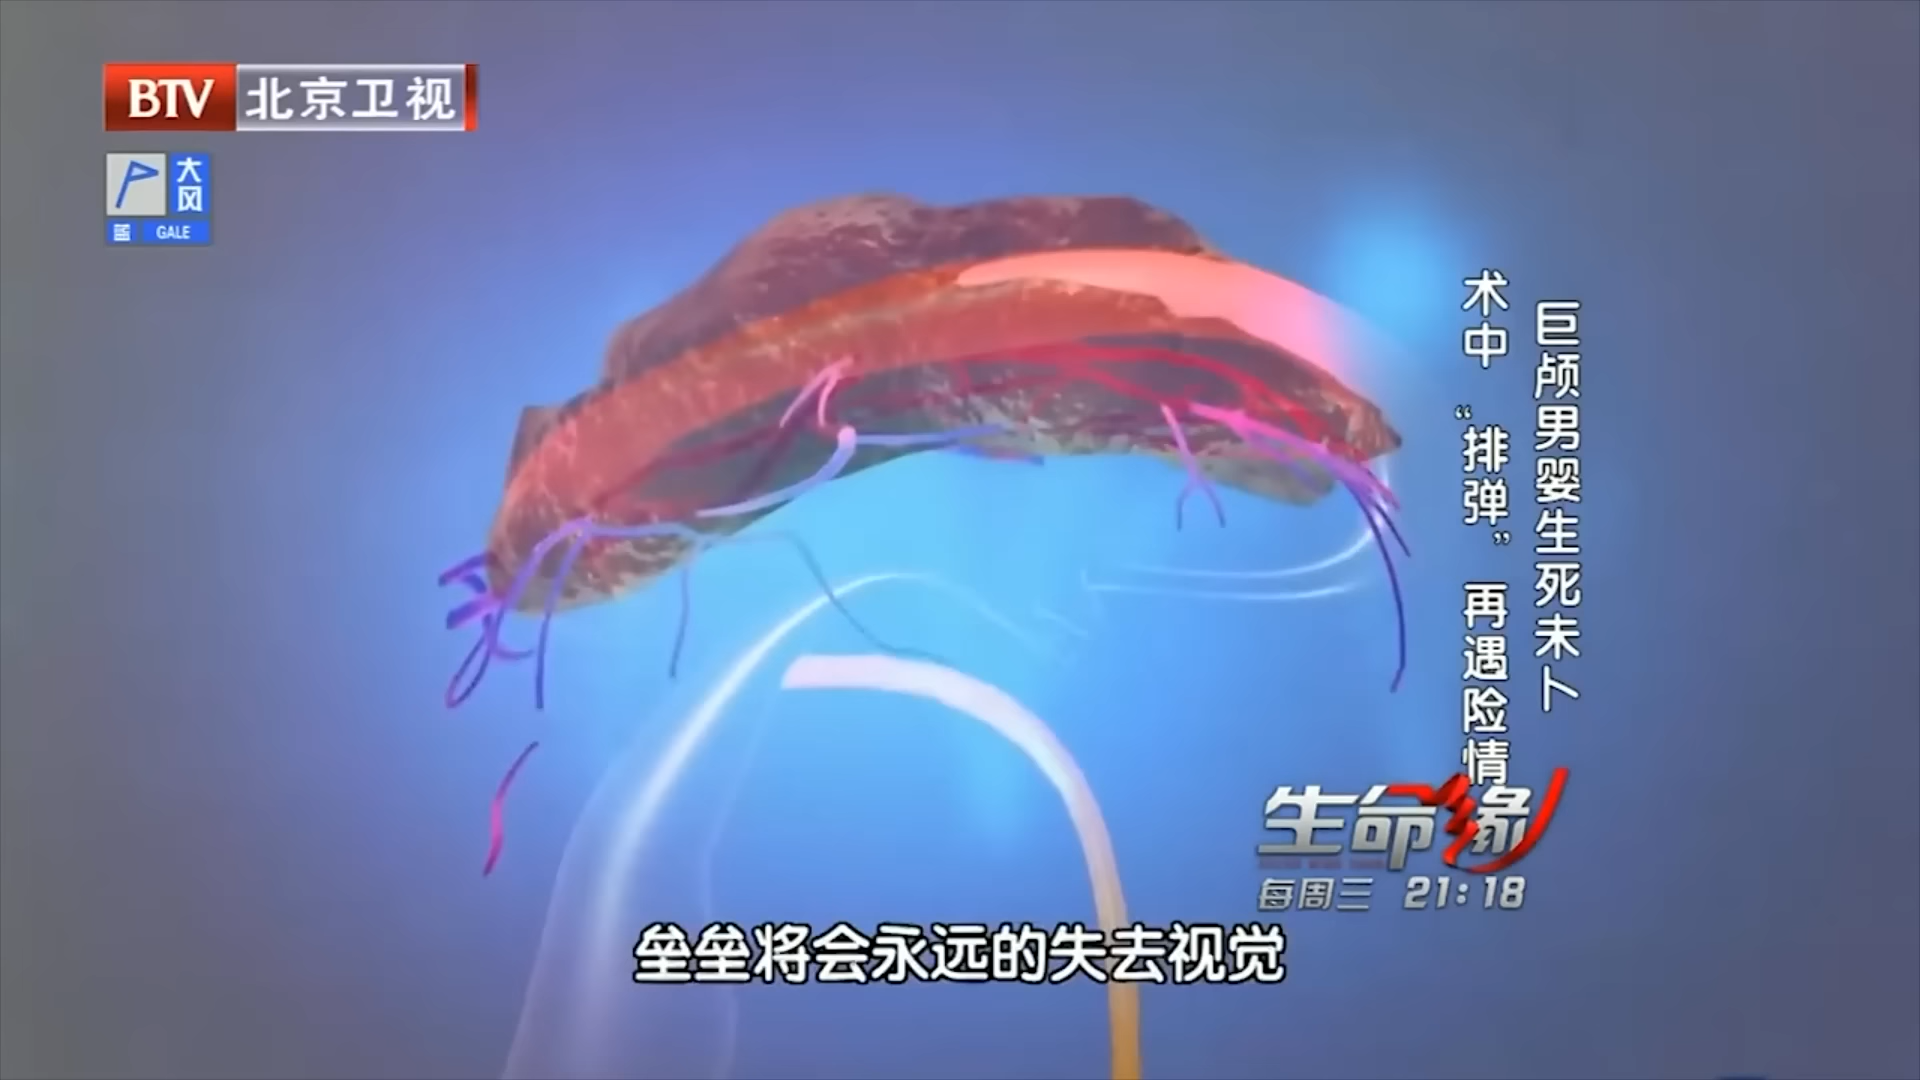 BTV 北京卫视
大风
蓝 GALE
巨颅男婴生死未卜
术中“排弹”再遇险情
生命缘
每周三 21:18
垒垒将会永远的失去视觉